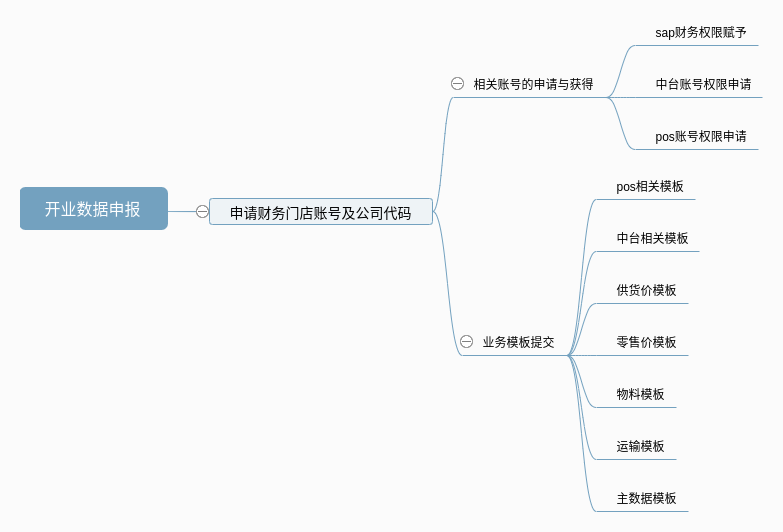 开业数据申报
申请财务门店账号及公司代码
相关账号的申请与获得
sap财务权限赋予
中台账号权限申请
pos账号权限申请
业务模板提交
pos相关模板
中台相关模板
供货价模板
零售价模板
物料模板
运输模板
主数据模板